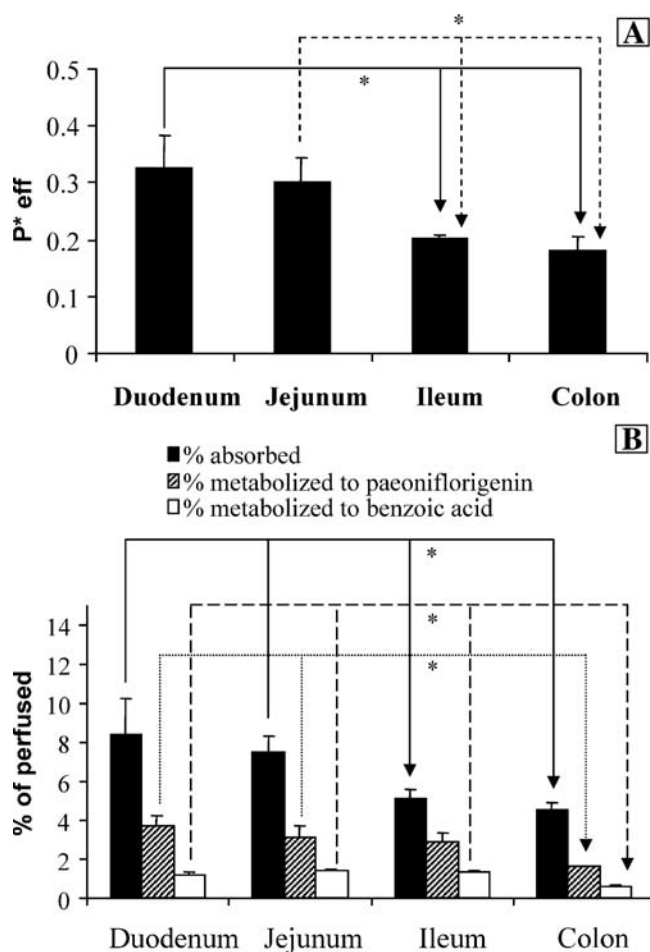 *
A
0.5
*
0.4
0.3
0.2
0.1
0
P* eff
Duodenum Jejunum Ileum Colon
B
% absorbed
% metabolized to paeoniflorigenin
% metabolized to benzoic acid
*
14
*
12
*
10
8
6
4
2
0
% of perfused
Duodenum Jejunum Ileum Colon